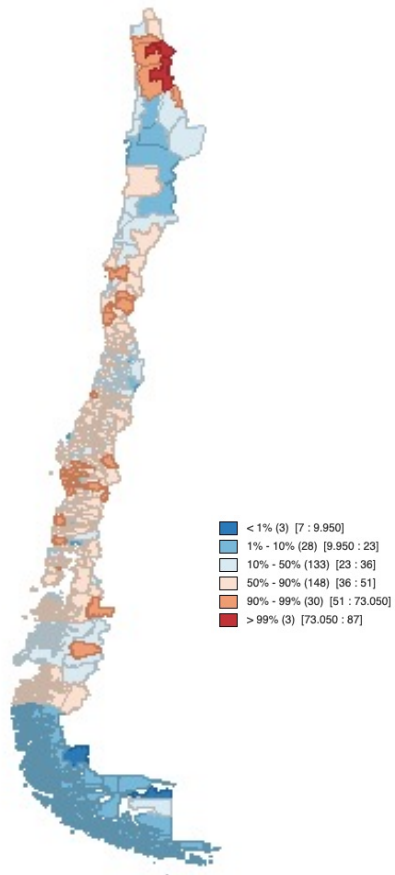 < 1% (3) [7 : 9.950]
1% - 10% (28) [9.950 : 23]
10% - 50% (133) [23 : 36]
50% - 90% (148) [36 : 51]
90% - 99% (30) [51 : 73.050]
> 99% (3) [73.050 : 87]